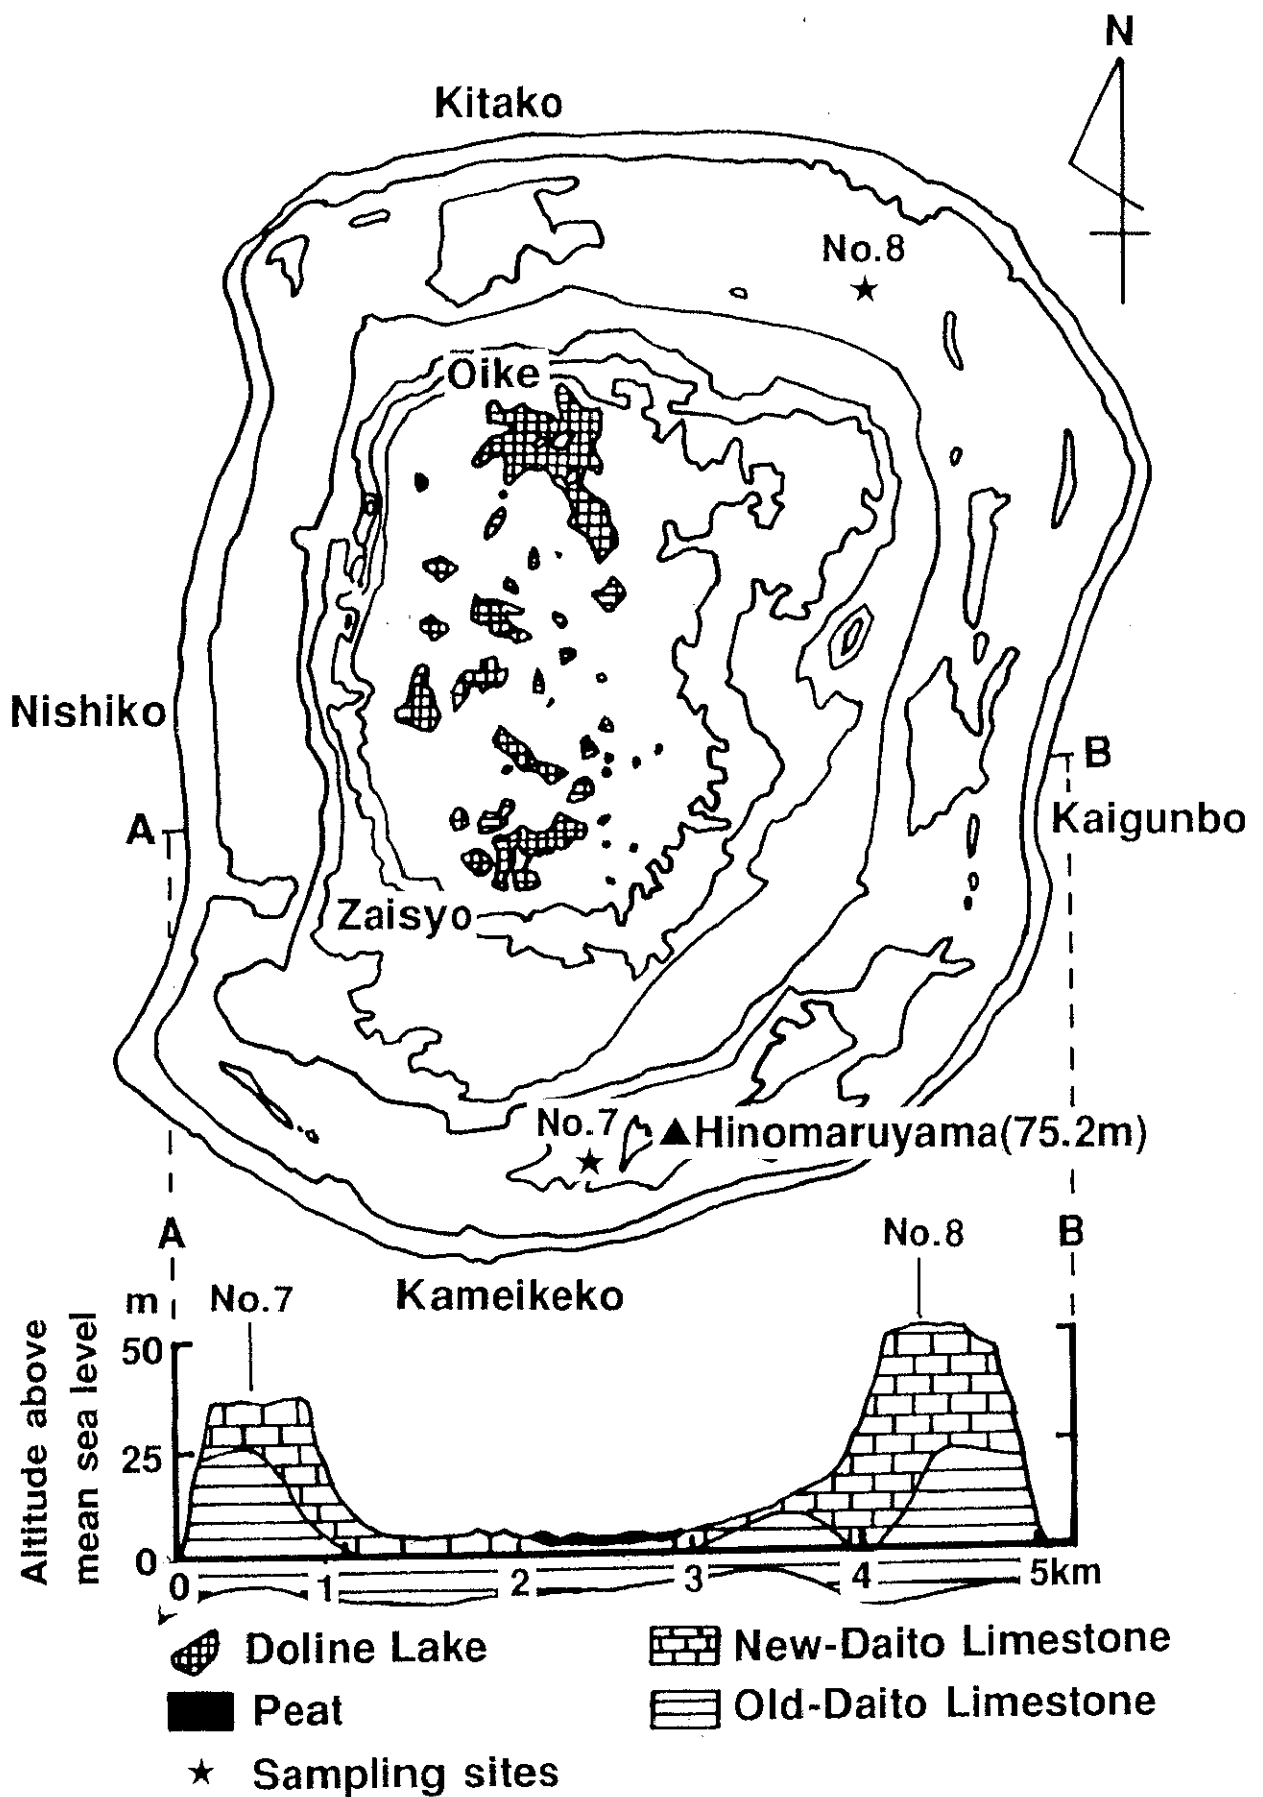 N
Kitako
No.8
Oike
Nishiko
B
A
Kaigunbo
Zaisyo
No.7
▲Hinomaruyama(75.2m)
A
No.8
B
m
No.7
Kameikeko
Altitude above
mean sea level
50
25
0
0
1
2
3
4
5km
Doline Lake
New-Daito Limestone
Peat
Old-Daito Limestone
★ Sampling sites